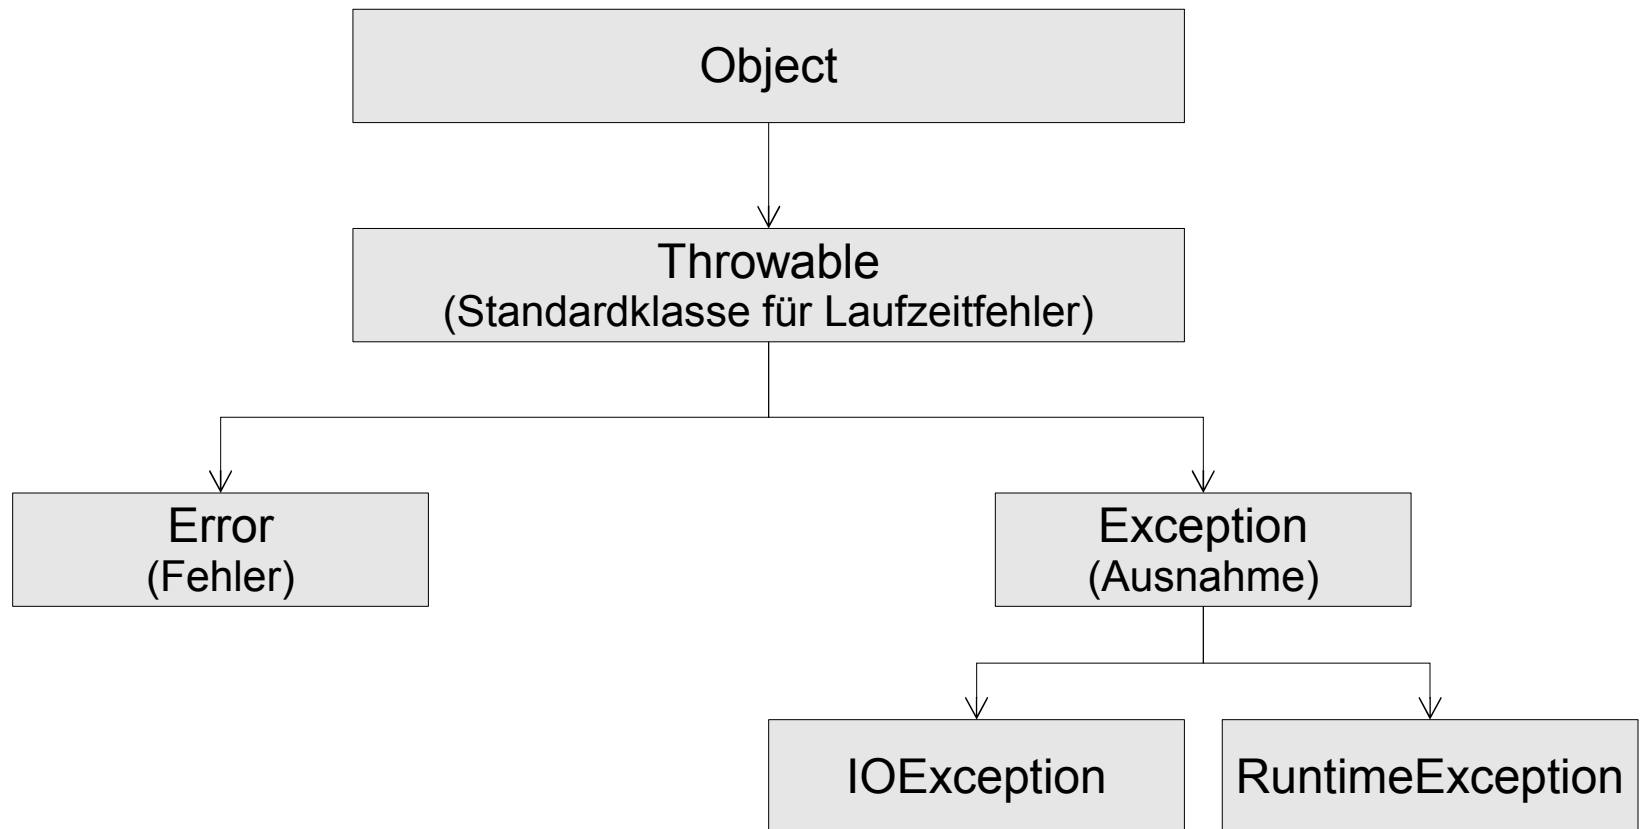 Object
Throwable
(Standardklasse für Laufzeitfehler)
Error
(Fehler)
Exception
(Ausnahme)
IOException
RuntimeException